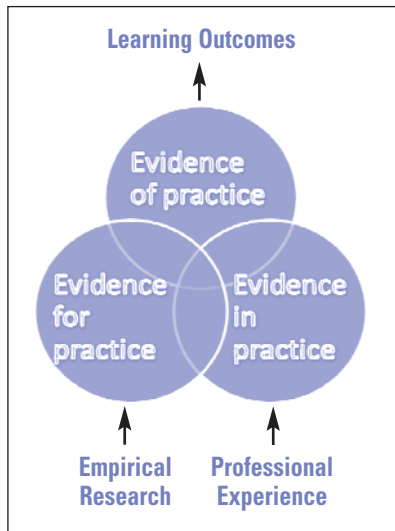 Learning Outcomes
Evidence
of practice
Evidence
for
practice
Evidence
in
practice
Empirical
Research
Professional
Experience